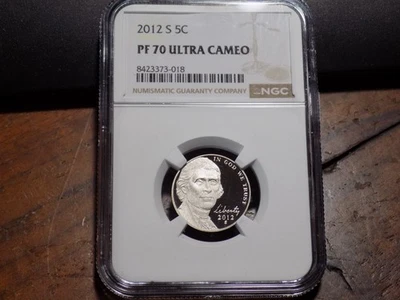 2012 S 5C
PF 70 ULTRA CAMEO
8423373-018
NUMISMATIC GUARANTY COMPANY
NGC
IN GOD WE TRUST
Liberty
2012
S